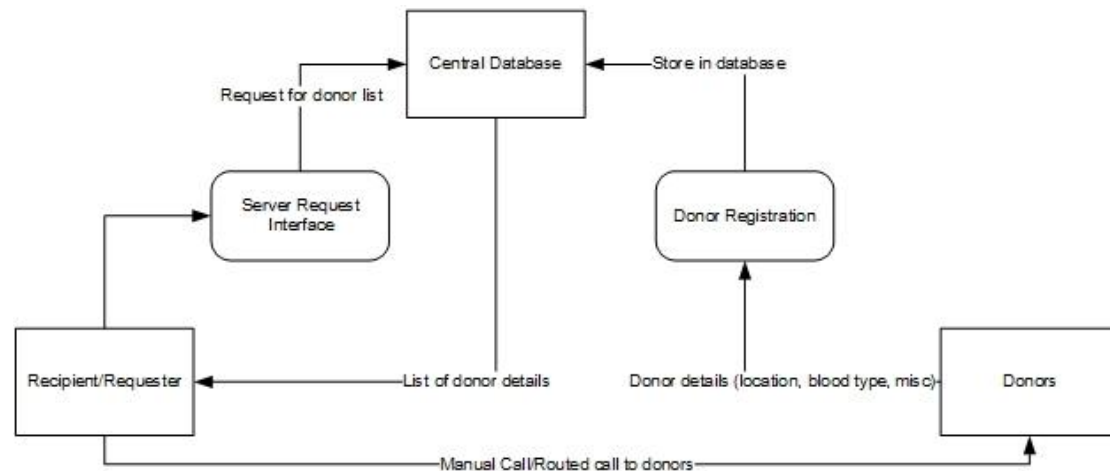 Central Database
Store in database
Request for donor list
Server Request
Interface
Donor Registration
Recipient/Requester
List of donor details
Donor details (location, blood type, misc)
Donors
Manual Call/Routed call to donors